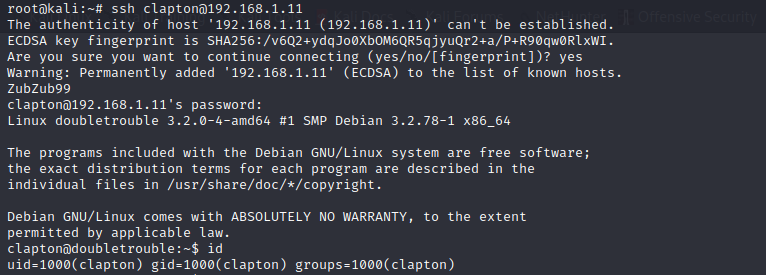 Offensive Security
root@kali:~# ssh clapton@192.168.1.11
The authenticity of host '192.168.1.11 (192.168.1.11)' can't be established.
ECDSA key fingerprint is SHA256:/v6Q2+ydqJo0XbOM6QR5qjyuQr2+a/P+R90qw0RlxWI.
Are you sure you want to continue connecting (yes/no/[fingerprint])? yes
Warning: Permanently added '192.168.1.11' (ECDSA) to the list of known hosts.
ZubZub99
clapton@192.168.1.11's password:
Linux doubletrouble 3.2.0-4-amd64 #1 SMP Debian 3.2.78-1 x86_64

The programs included with the Debian GNU/Linux system are free software;
the exact distribution terms for each program are described in the
individual files in /usr/share/doc/*/copyright.

Debian GNU/Linux comes with ABSOLUTELY NO WARRANTY, to the extent
permitted by applicable law.
clapton@doubletrouble:~$ id
uid=1000(clapton) gid=1000(clapton) groups=1000(clapton)